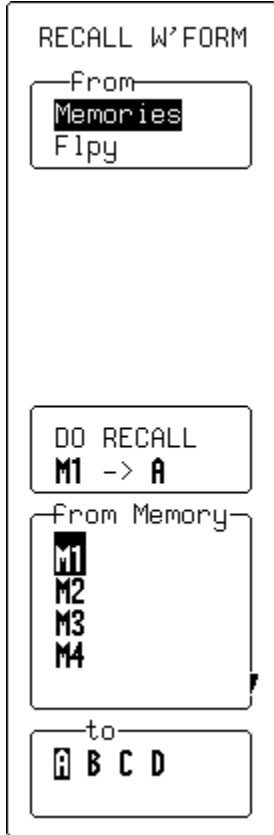 RECALL W'FORM
From
Memories
Flpy
DO RECALL
M1 -> A
From Memory
M1
M2
M3
M4
to
A B C D